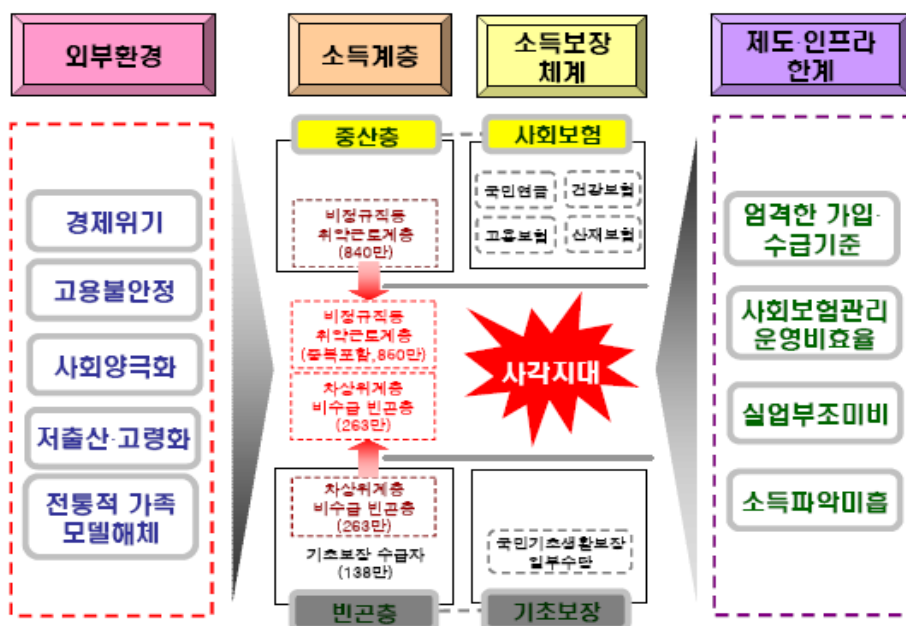 외부환경
소득계층
소득보장
체계
제도·인프라
한계
경제위기
고용불안정
사회양극화
저출산·고령화
전통적 가족
모델해체
중산층
비정규직등
취약근로계층
(840만)
비정규직등
취약근로계층
(중복포함,860만)
차상위계층
비수급 빈곤층
(263만)
차상위계층
비수급 빈곤층
(263만)
기초보장 수급자
(138만)
빈곤층
사회보험
국민연금
건강보험
고용보험
산재보험
사각지대
국민기초생활보장
일부수단
기초보장
엄격한 가입·
수급기준
사회보험관리
운영비효율
실업부조미비
소득파악미흡